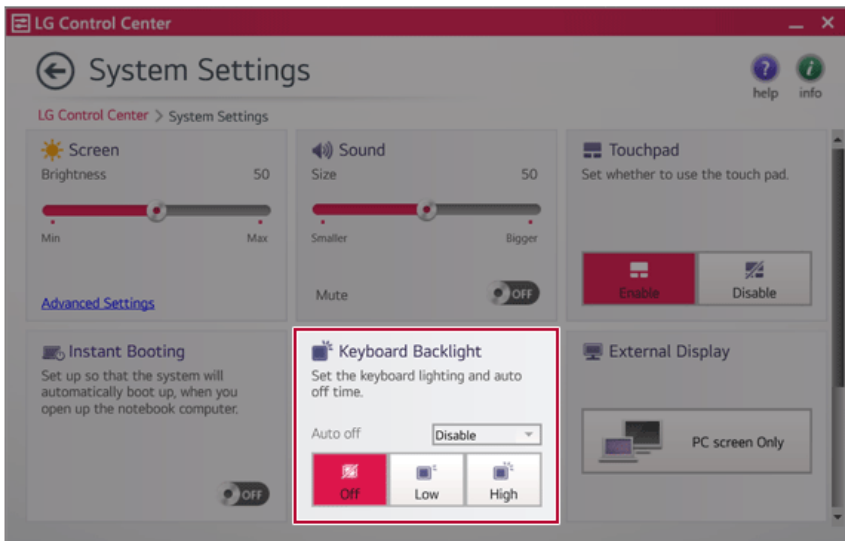 LG Control Center
System Settings
help
info
LG Control Center > System Settings
Screen
Brightness 50
Min Max
Advanced Settings
Sound
Size 50
Smaller Bigger
Mute OFF
Touchpad
Set whether to use the touch pad.
Enable Disable
Instant Booting
Set up so that the system will
automatically boot up, when you
open up the notebook computer.
OFF
Keyboard Backlight
Set the keyboard lighting and auto
off time.
Auto off Disable
Off Low High
External Display
PC screen Only